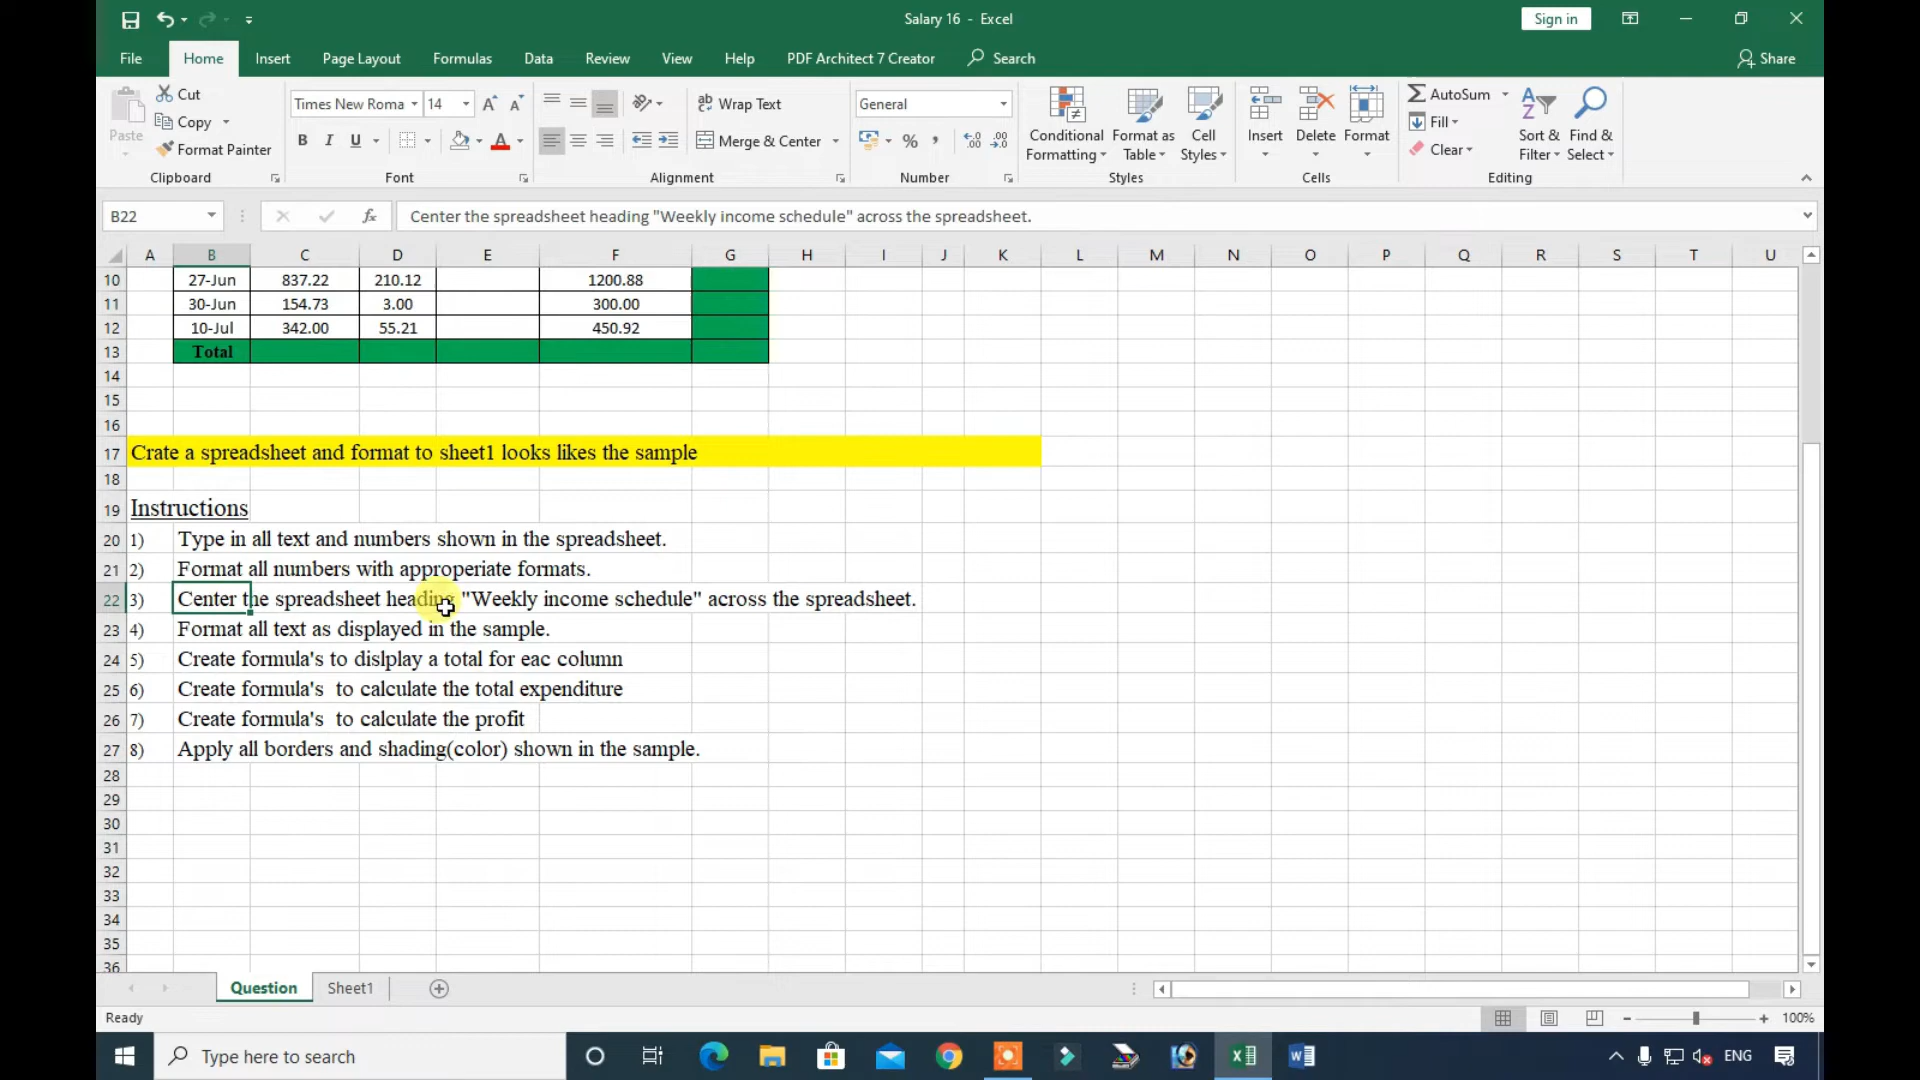 Salary 16 - Excel
Sign in
File Home Insert Page Layout Formulas Data Review View Help PDF Architect 7 Creator Search Share
Paste
Cut
Copy
Format Painter
Clipboard
Times New Roma 14
B I U
Font
Wrap Text
Merge & Center
Alignment
General
Number
Conditional Formatting
Format as Table
Cell Styles
Styles
Insert Delete Format
Cells
AutoSum
Fill
Clear
Sort & Filter
Find & Select
Editing
B22 fx Center the spreadsheet heading "Weekly income schedule" across the spreadsheet.
A B C D E F G H I J K L M N O P Q R S T U
10 27-Jun 837.22 210.12 1200.88
11 30-Jun 154.73 3.00 300.00
12 10-Jul 342.00 55.21 450.92
13 Total
14
15
16
17 Crate a spreadsheet and format to sheet1 looks likes the sample
18
19 Instructions
20 1) Type in all text and numbers shown in the spreadsheet.
21 2) Format all numbers with approperiate formats.
22 3) Center the spreadsheet heading "Weekly income schedule" across the spreadsheet.
23 4) Format all text as displayed in the sample.
24 5) Create formula's to dislplay a total for eac column
25 6) Create formula's to calculate the total expenditure
26 7) Create formula's to calculate the profit
27 8) Apply all borders and shading(color) shown in the sample.
28
29
30
31
32
33
34
35
36
Question Sheet1
Ready
100%
Type here to search
ENG